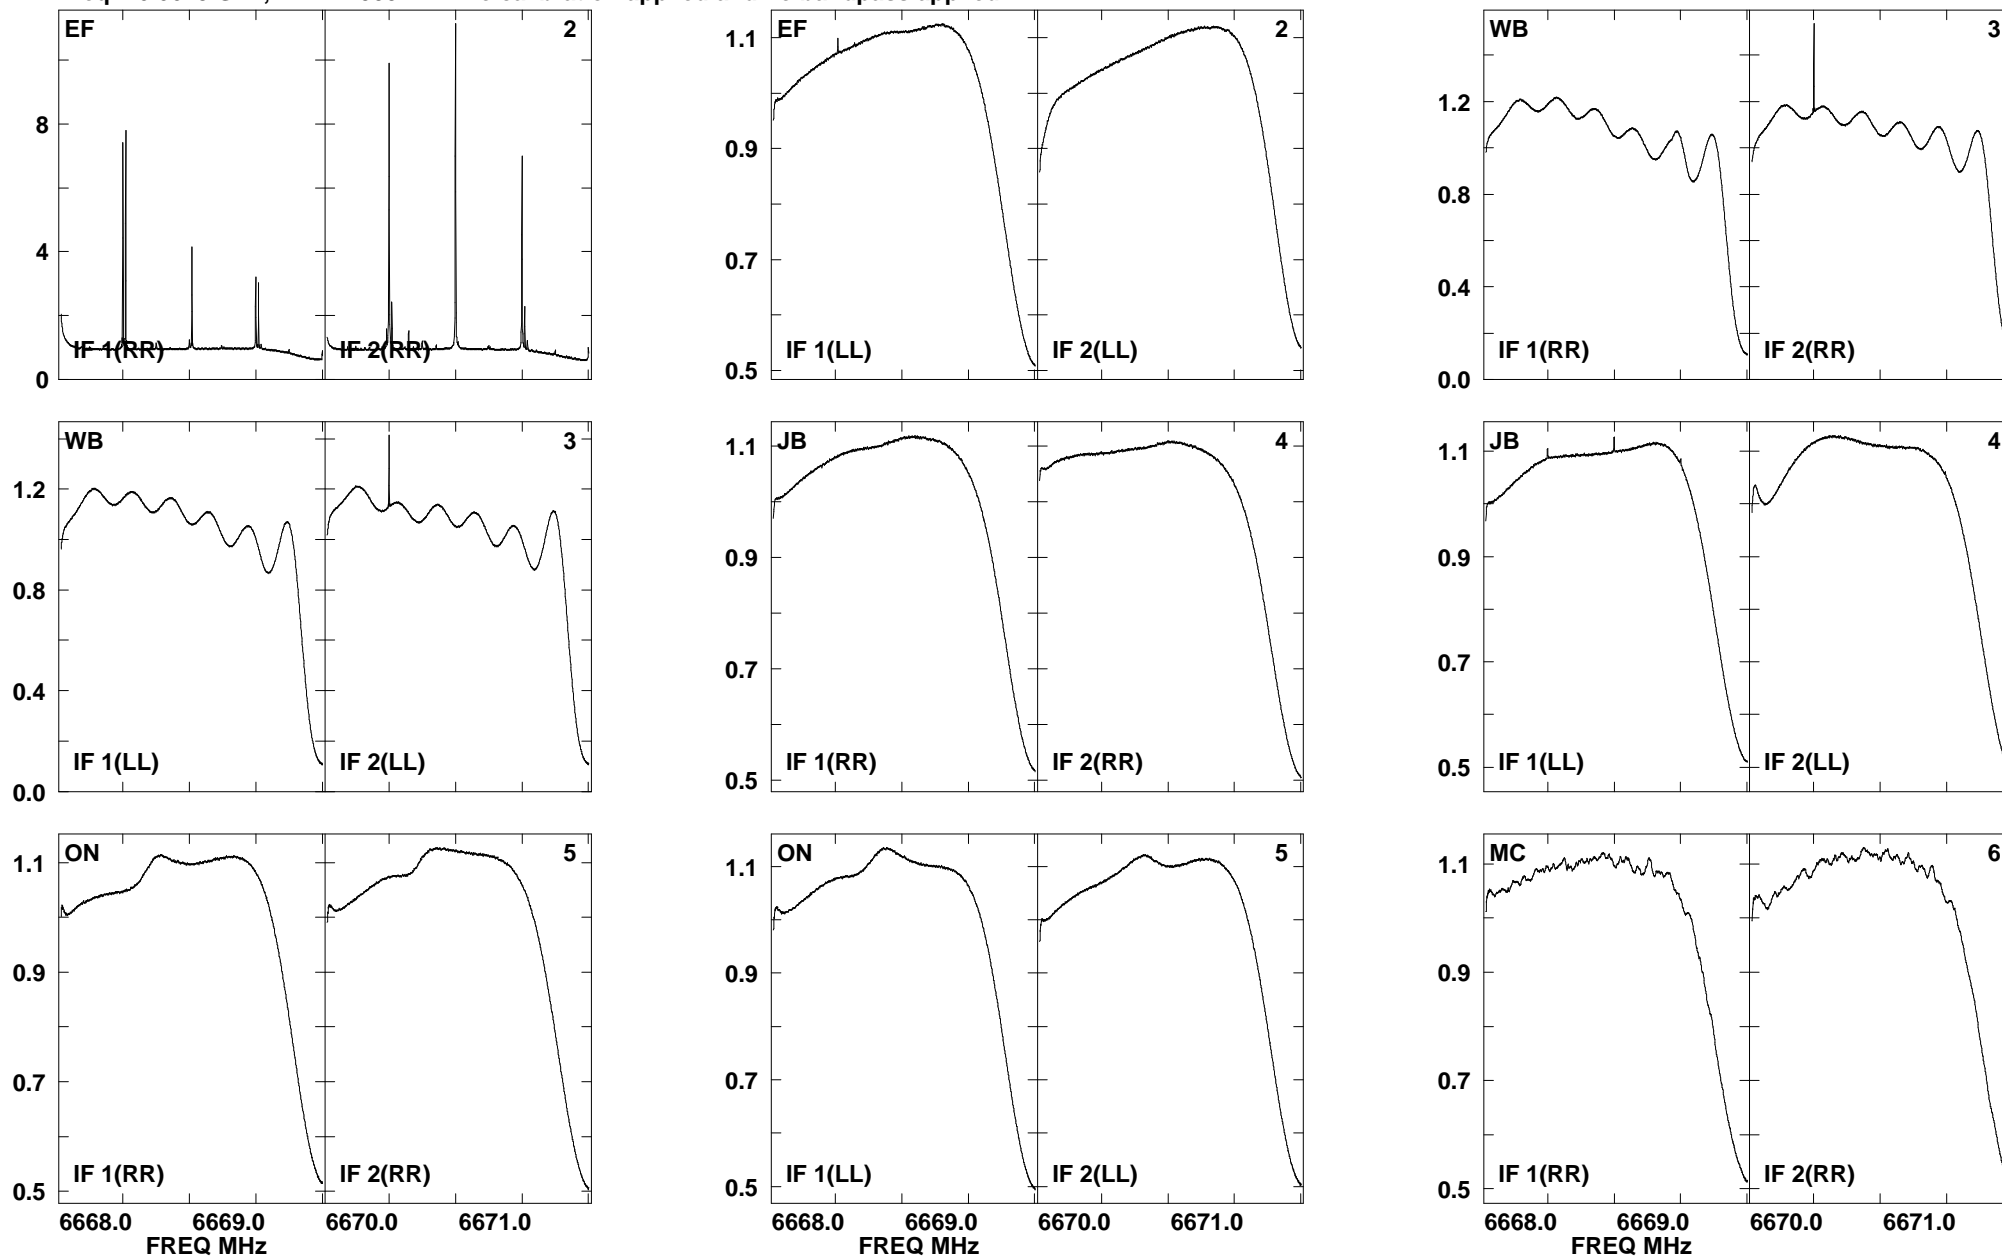 EF 2
8
4
0
IF 1(RR) IF 2(RR)
EF 2
1.1
0.9
0.7
0.5
IF 1(LL) IF 2(LL)
WB 3
1.2
0.8
0.4
0.0
IF 1(RR) IF 2(RR)
WB 3
1.2
0.8
0.4
0.0
IF 1(LL) IF 2(LL)
JB 4
1.1
0.9
0.7
0.5
IF 1(RR) IF 2(RR)
JB 4
1.1
0.9
0.7
0.5
IF 1(LL) IF 2(LL)
ON 5
1.1
0.9
0.7
0.5
IF 1(RR) IF 2(RR)
6668.0 6669.0 6670.0 6671.0
FREQ MHz
ON 5
1.1
0.9
0.7
0.5
IF 1(LL) IF 2(LL)
6668.0 6669.0 6670.0 6671.0
FREQ MHz
MC 6
1.1
0.9
0.7
0.5
IF 1(RR) IF 2(RR)
6668.0 6669.0 6670.0 6671.0
FREQ MHz